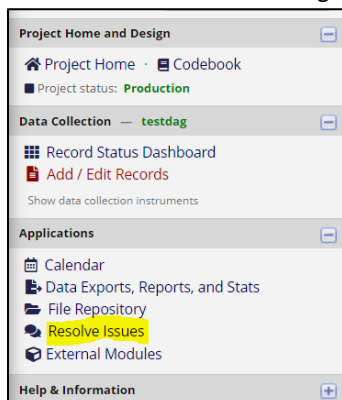 Project Home and Design
Project Home · Codebook
Project status: Production
Data Collection — testdag
Record Status Dashboard
Add / Edit Records
Show data collection instruments
Applications
Calendar
Data Exports, Reports, and Stats
File Repository
Resolve Issues
External Modules
Help & Information